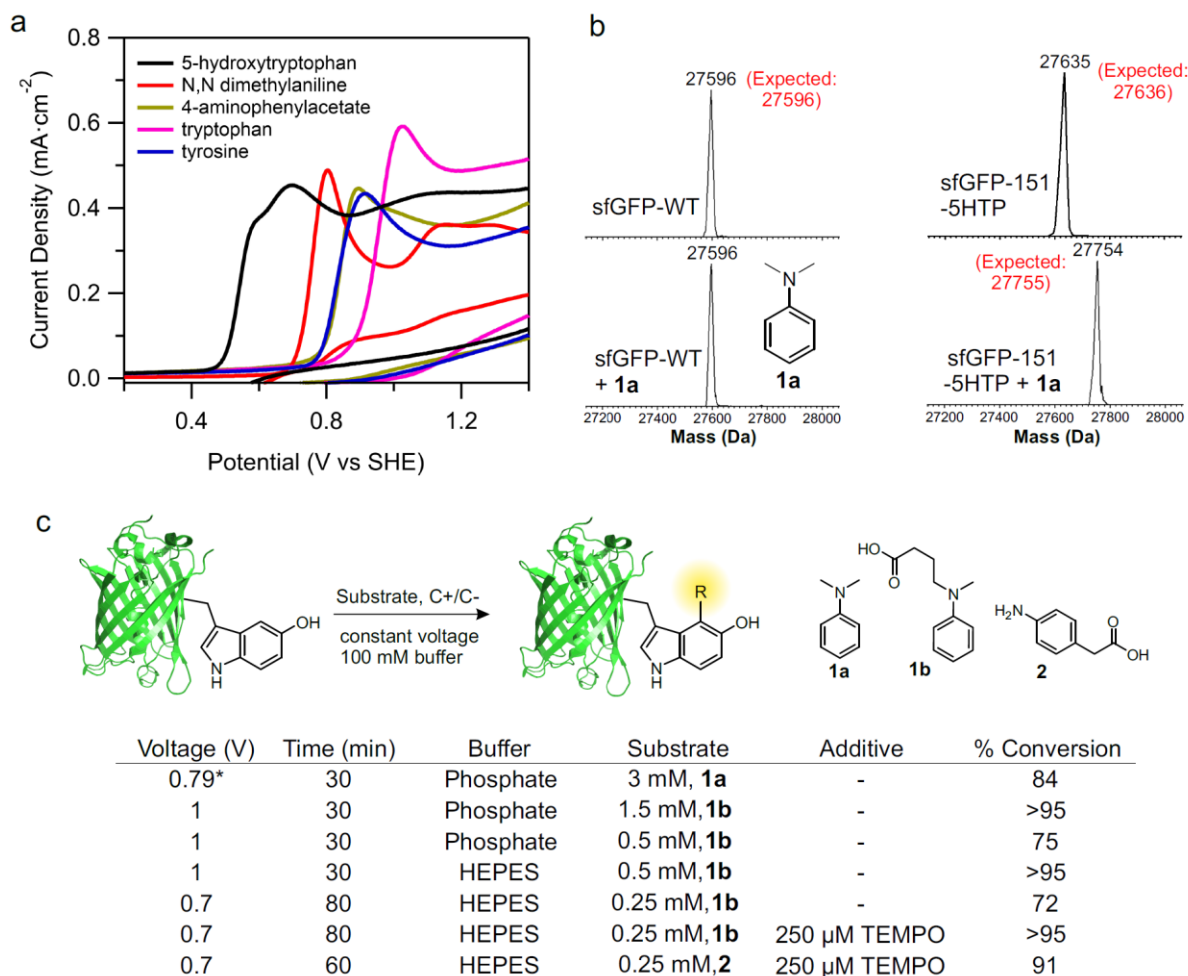 a
0.8
0.6
0.4
0.2
0.0
Current Density (mA·cm⁻²)
5-hydroxytryptophan
N,N dimethylaniline
4-aminophenylacetate
tryptophan
tyrosine
0.4 0.8 1.2
Potential (V vs SHE)
b
27596
(Expected:
27596)
sfGFP-WT
27596
sfGFP-WT
+ 1a
N
1a
27200 27400 27600 27800 28000
Mass (Da)
27635
(Expected:
27636)
sfGFP-151
-5HTP
27754
(Expected:
27755)
sfGFP-151
-5HTP + 1a
27200 27400 27600 27800 28000
Mass (Da)
c
OH
N
H
Substrate, C+/C-
constant voltage
100 mM buffer
R
OH
N
H
N
1a
HO
O
N
1b
H₂N
O
OH
2
Voltage (V) Time (min) Buffer Substrate Additive % Conversion
0.79* 30 Phosphate 3 mM, 1a - 84
1 30 Phosphate 1.5 mM, 1b - >95
1 30 Phosphate 0.5 mM, 1b - 75
1 30 HEPES 0.5 mM, 1b - >95
0.7 80 HEPES 0.25 mM, 1b - 72
0.7 80 HEPES 0.25 mM, 1b 250 µM TEMPO >95
0.7 60 HEPES 0.25 mM, 2 250 µM TEMPO 91